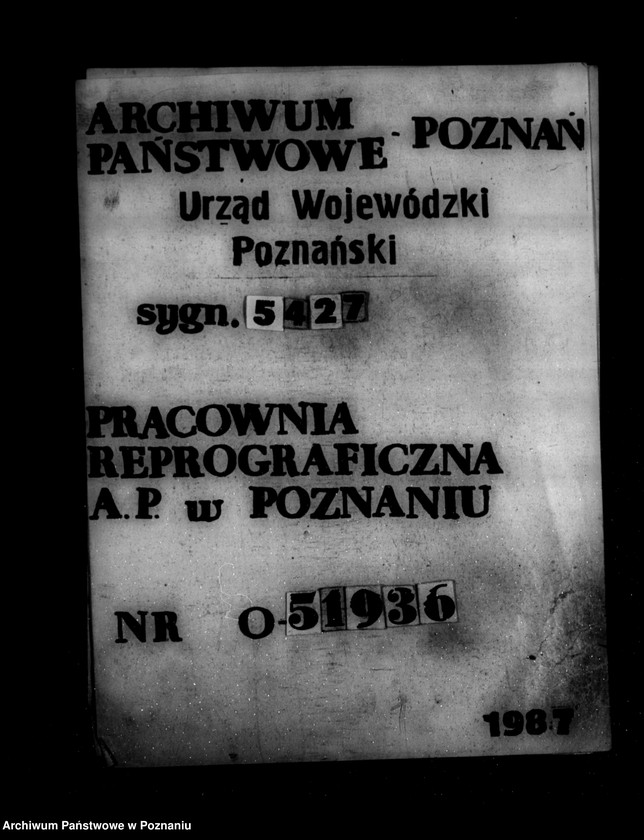 ARCHIWUM
PAŃSTWOWE - POZNAŃ
Urząd Wojewódzki
Poznański
sygn. 5427
PRACOWNIA
REPROGRAFICZNA
A.P. w POZNANIU
NR O-51936
1987
Archiwum Państwowe w Poznaniu